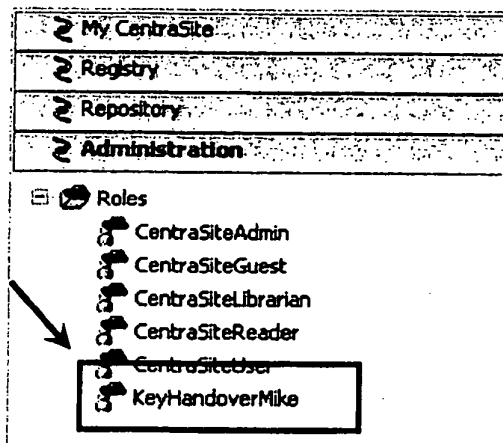 My CentraSite
Registry
Repository
Administration
Roles
CentraSiteAdmin
CentraSiteGuest
CentraSiteLibrarian
CentraSiteReader
CentraSiteUser
KeyHandoverMike